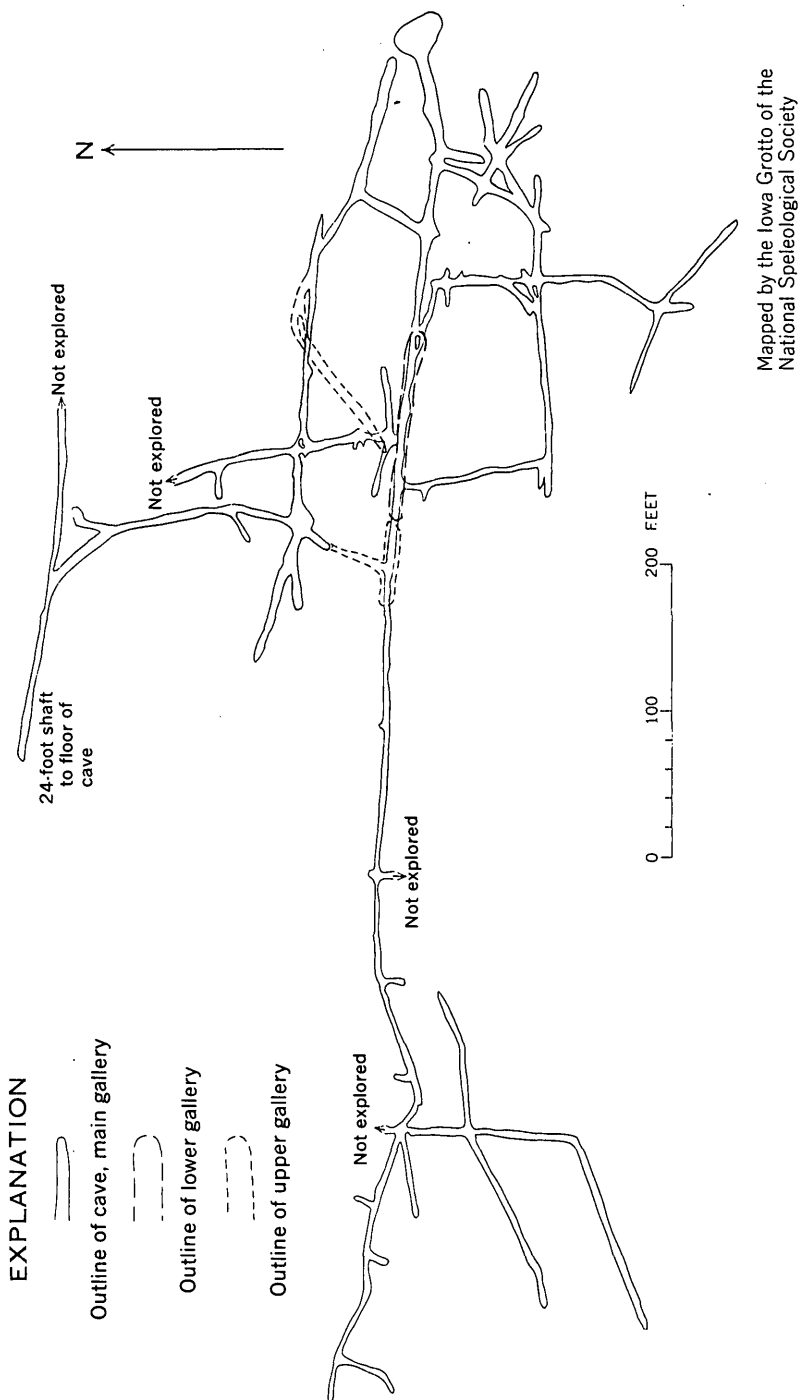 EXPLANATION
Outline of cave, main gallery
Outline of lower gallery
Outline of upper gallery
24-foot shaft
to floor of
cave
Not explored
Not explored
N
Not explored
Not explored
0 100 200 FEET
Mapped by the Iowa Grotto of the
National Speleological Society